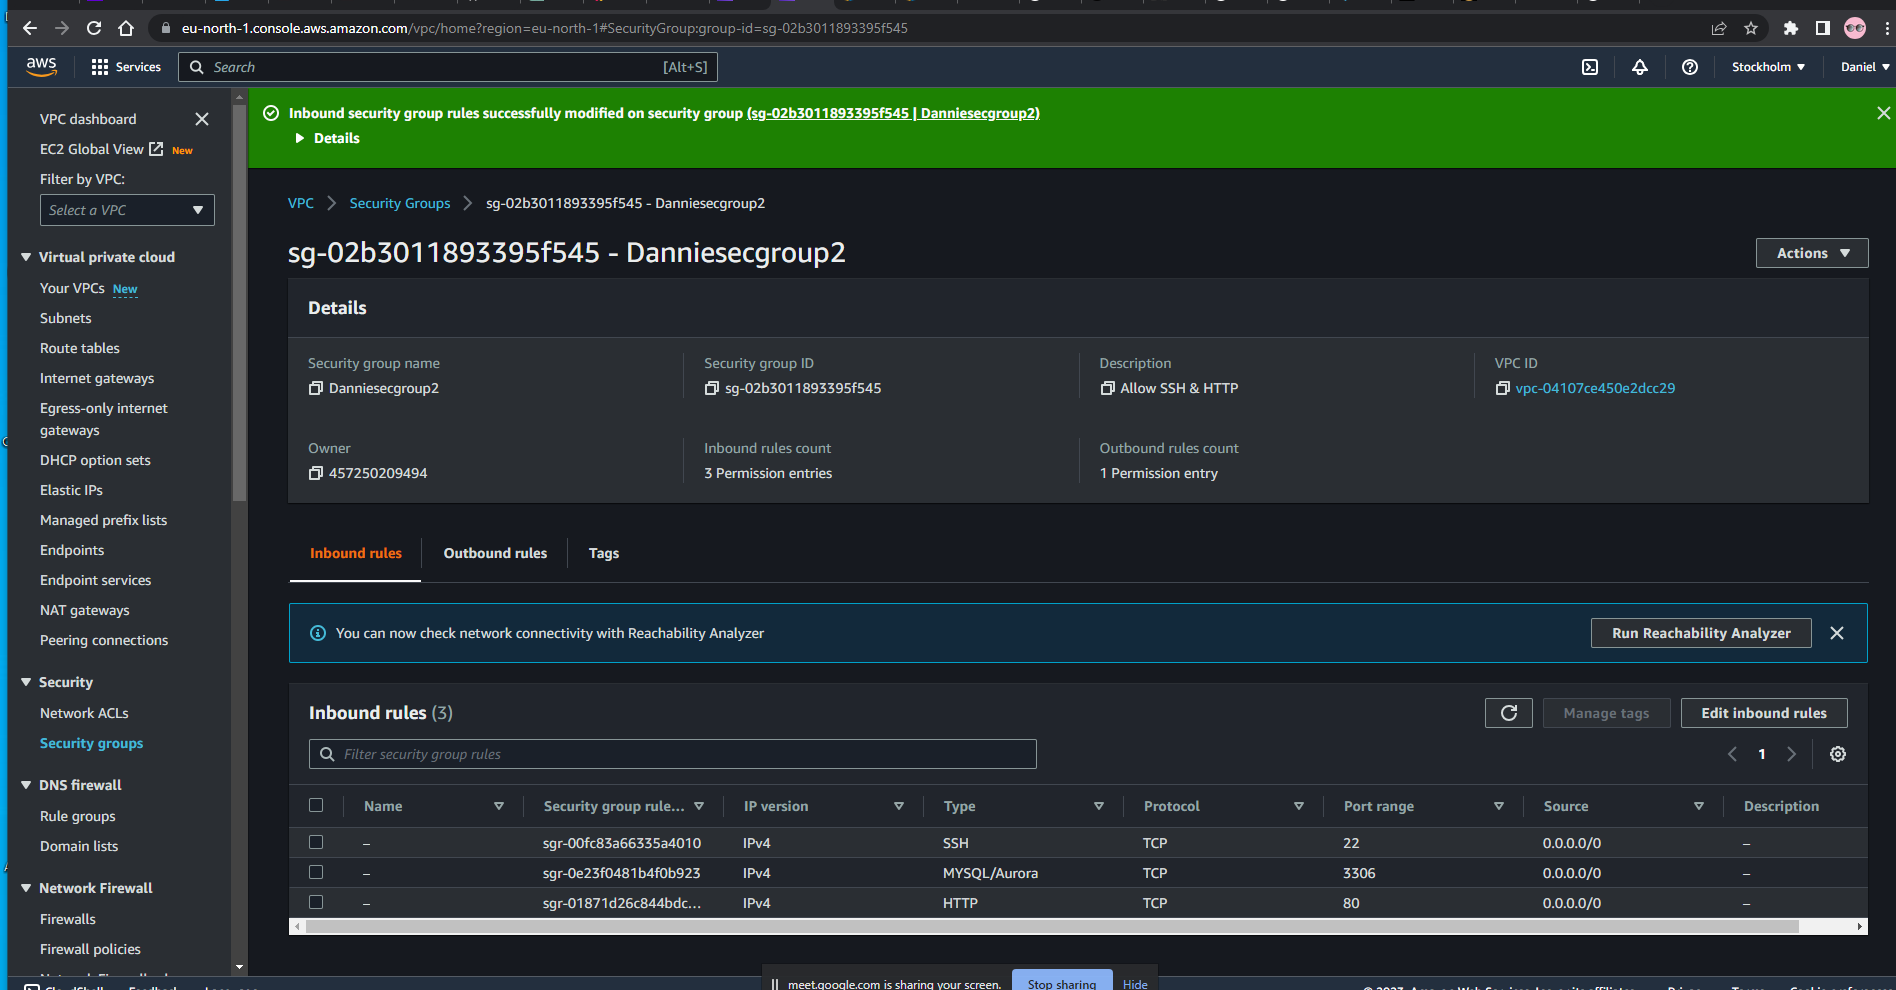 eu-north-1.console.aws.amazon.com/vpc/home?region=eu-north-1#SecurityGroup:group-id=sg-02b3011893395f545
aws
Services
Search
[Alt+S]
Stockholm
Daniel
VPC dashboard
EC2 Global View New
Filter by VPC:
Select a VPC
Virtual private cloud
Your VPCs New
Subnets
Route tables
Internet gateways
Egress-only internet
gateways
DHCP option sets
Elastic IPs
Managed prefix lists
Endpoints
Endpoint services
NAT gateways
Peering connections
Security
Network ACLs
Security groups
DNS firewall
Rule groups
Domain lists
Network Firewall
Firewalls
Firewall policies
Inbound security group rules successfully modified on security group (sg-02b3011893395f545 | Danniesecgroup2)
Details
VPC > Security Groups > sg-02b3011893395f545 - Danniesecgroup2
sg-02b3011893395f545 - Danniesecgroup2
Actions
Details
Security group name
Danniesecgroup2
Security group ID
sg-02b3011893395f545
Description
Allow SSH & HTTP
VPC ID
vpc-04107ce450e2dcc29
Owner
457250209494
Inbound rules count
3 Permission entries
Outbound rules count
1 Permission entry
Inbound rules
Outbound rules
Tags
You can now check network connectivity with Reachability Analyzer
Run Reachability Analyzer
Inbound rules (3)
Manage tags
Edit inbound rules
Filter security group rules
1
Name Security group rule... IP version Type Protocol Port range Source Description
– sgr-00fc83a66335a4010 IPv4 SSH TCP 22 0.0.0.0/0 –
– sgr-0e23f0481b4f0b923 IPv4 MYSQL/Aurora TCP 3306 0.0.0.0/0 –
– sgr-01871d26c844bdc... IPv4 HTTP TCP 80 0.0.0.0/0 –
meet.google.com is sharing your screen.
Stop sharing
Hide